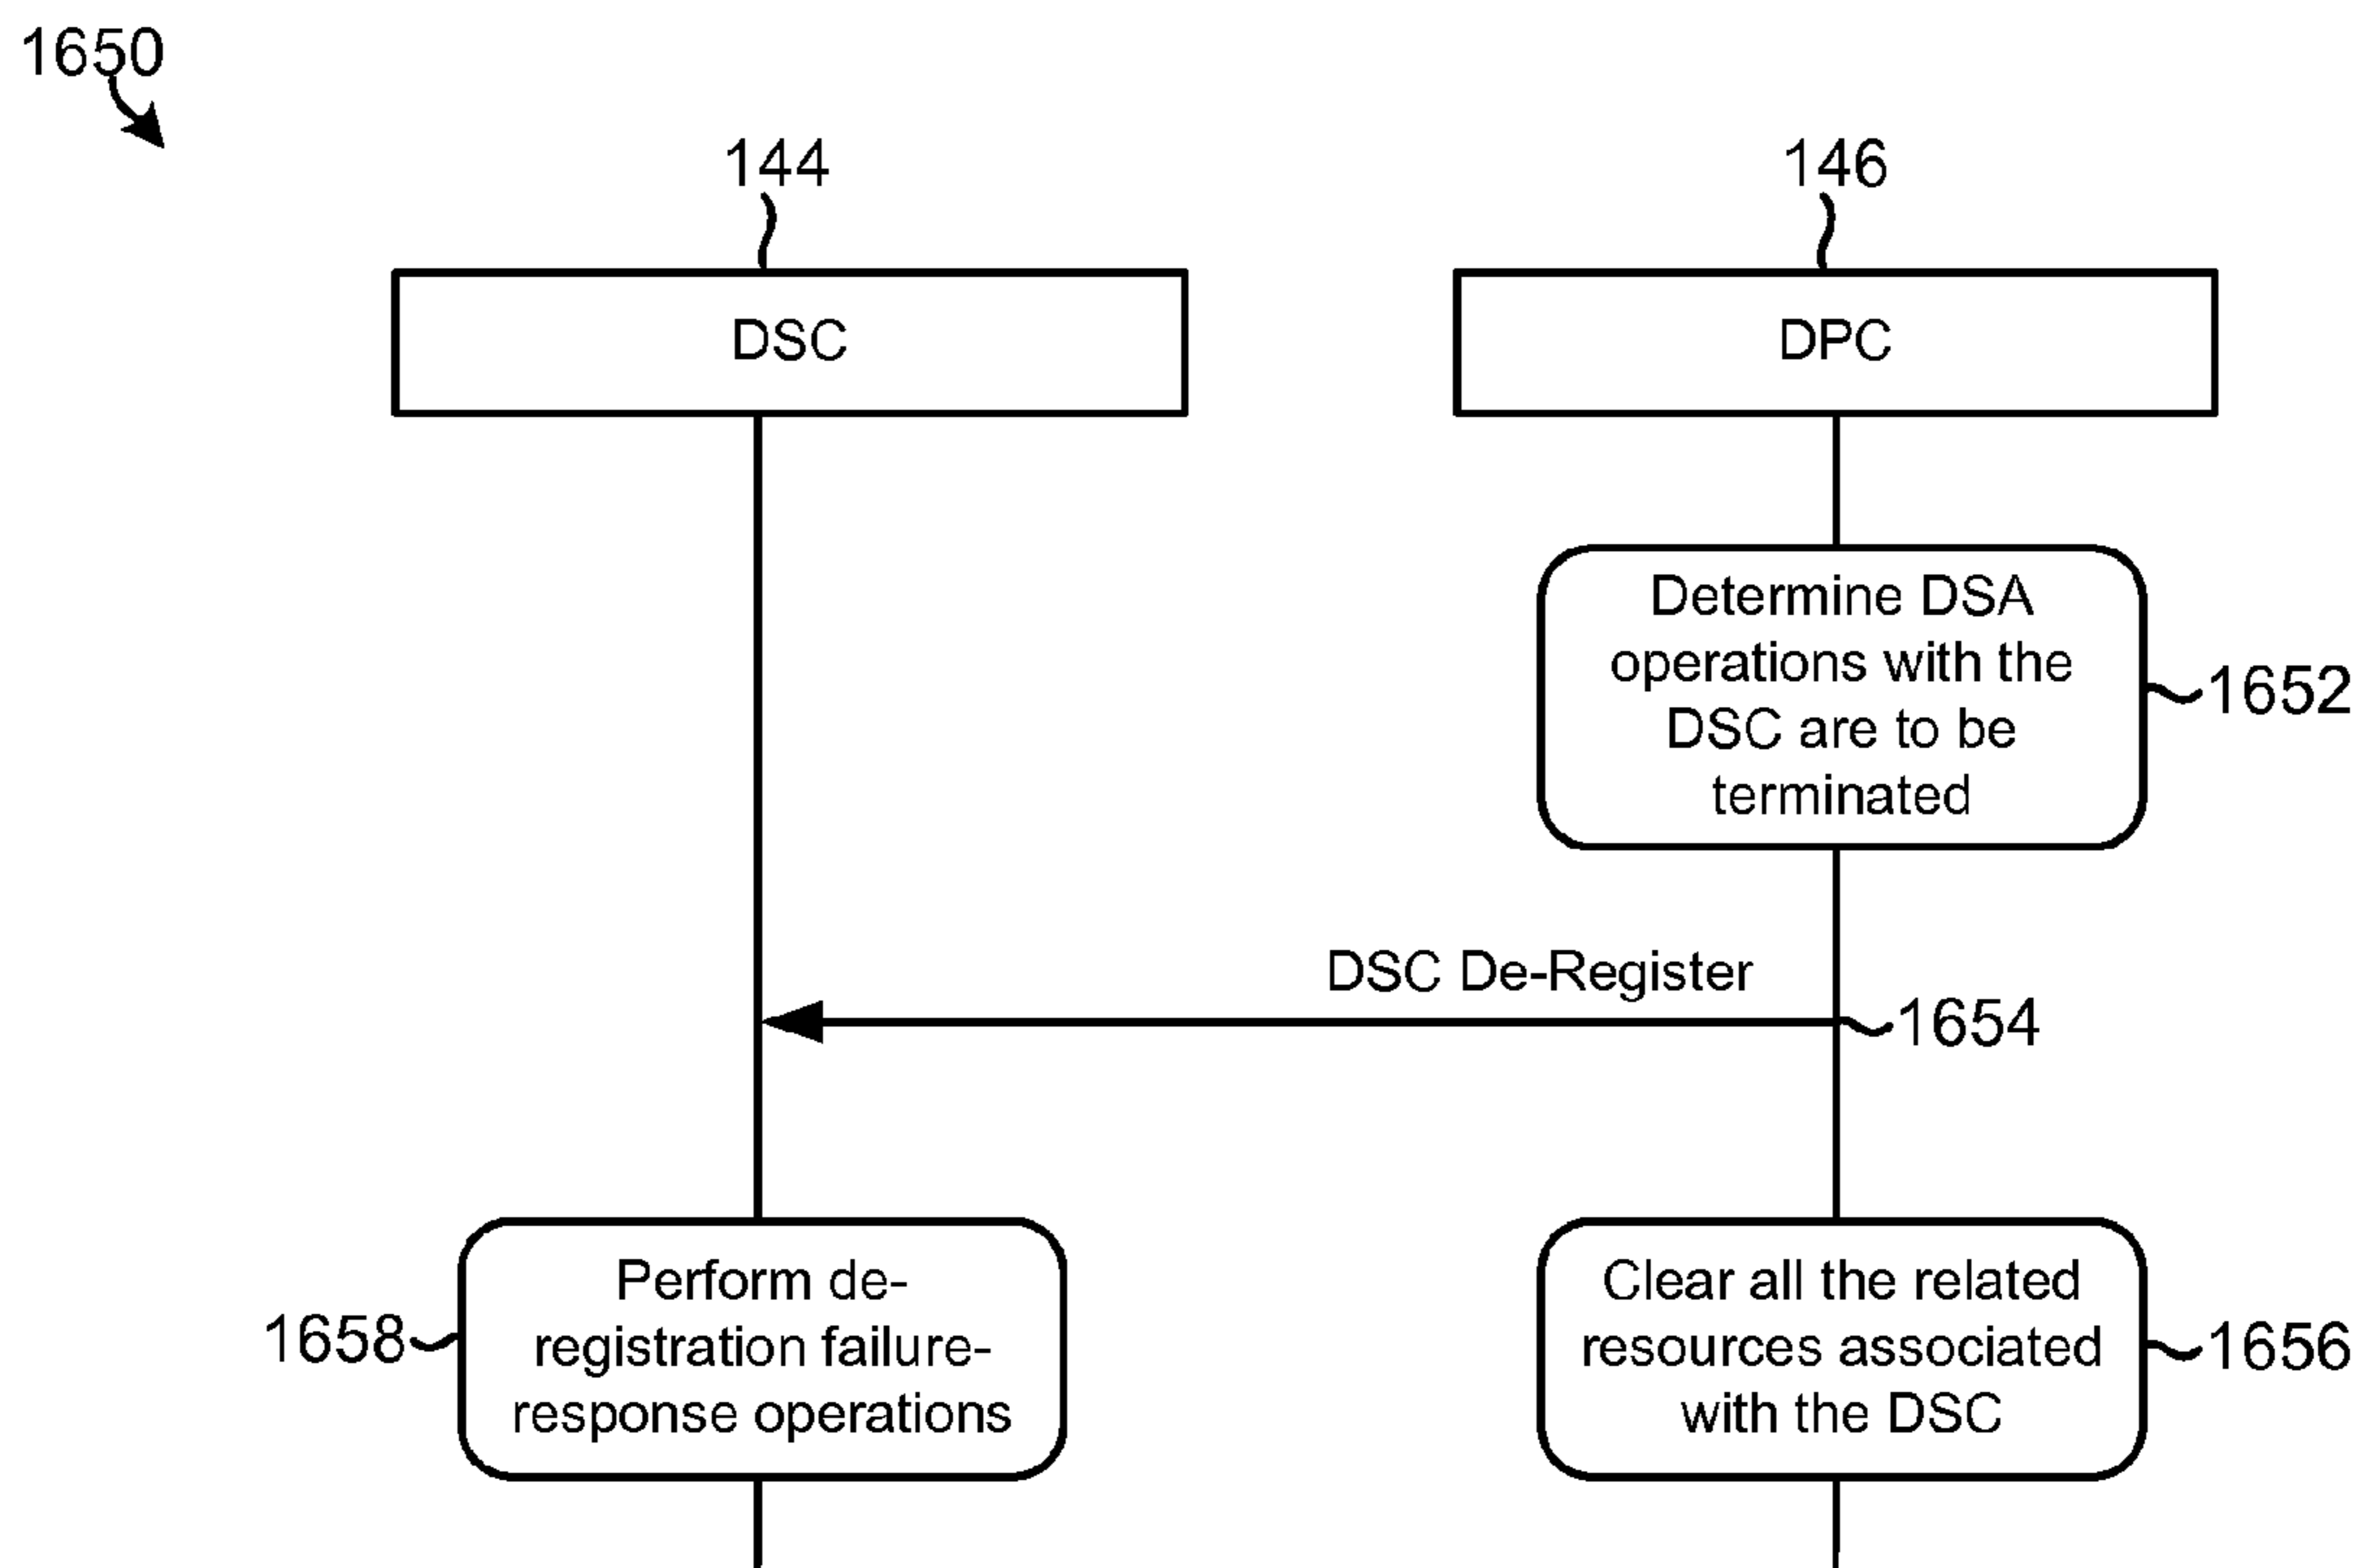 1650
144
146
DSC
DPC
Determine DSA
operations with the
DSC are to be
terminated
1652
DSC De-Register
1654
Perform de-
registration failure-
response operations
1658
Clear all the related
resources associated
with the DSC
1656